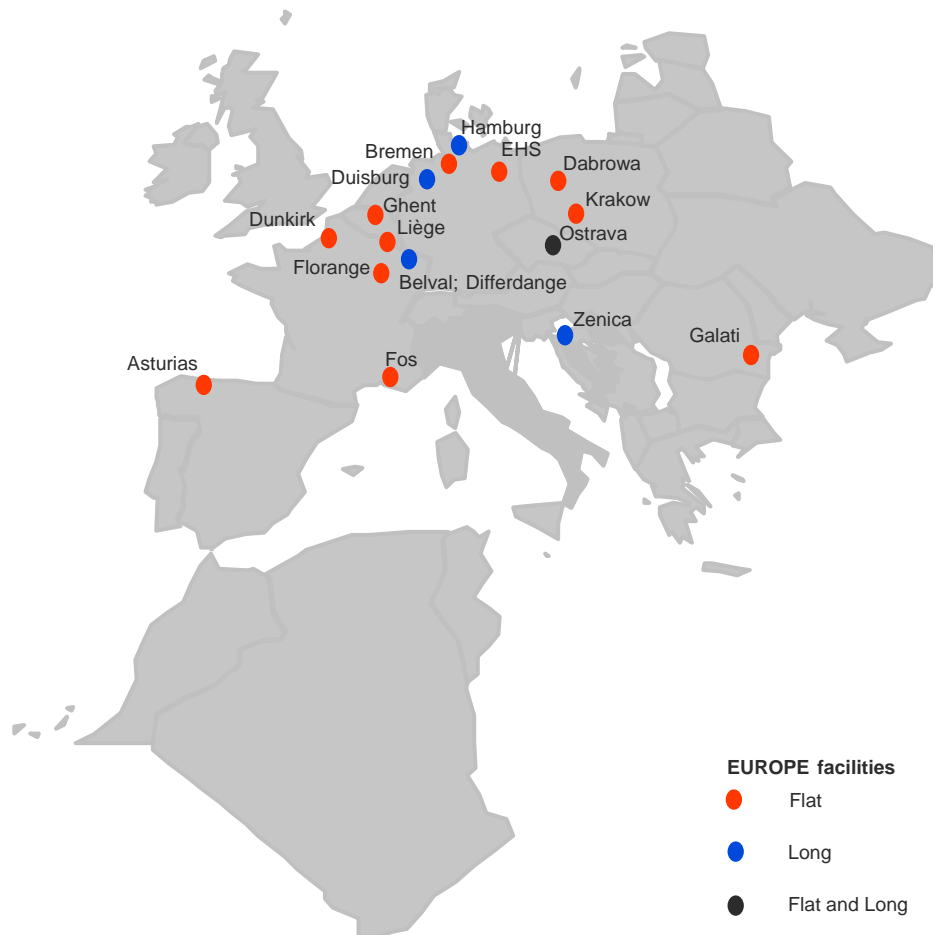 Hamburg
Bremen
EHS
Duisburg
Dabrowa
Ghent
Krakow
Dunkirk
Liège
Ostrava
Florange
Belval; Differdange
Zenica
Galati
Asturias
Fos
EUROPE facilities
Flat
Long
Flat and Long